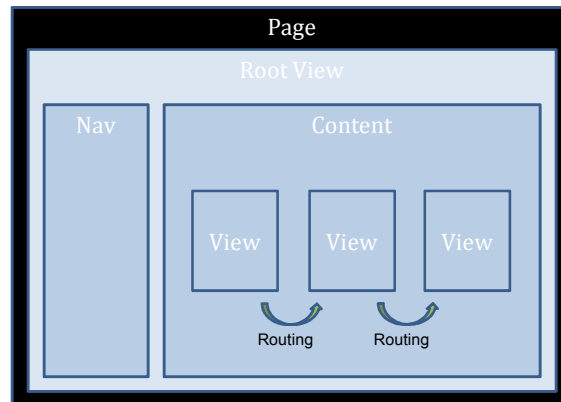 Page
Root View
Nav
Content
View
View
View
Routing
Routing